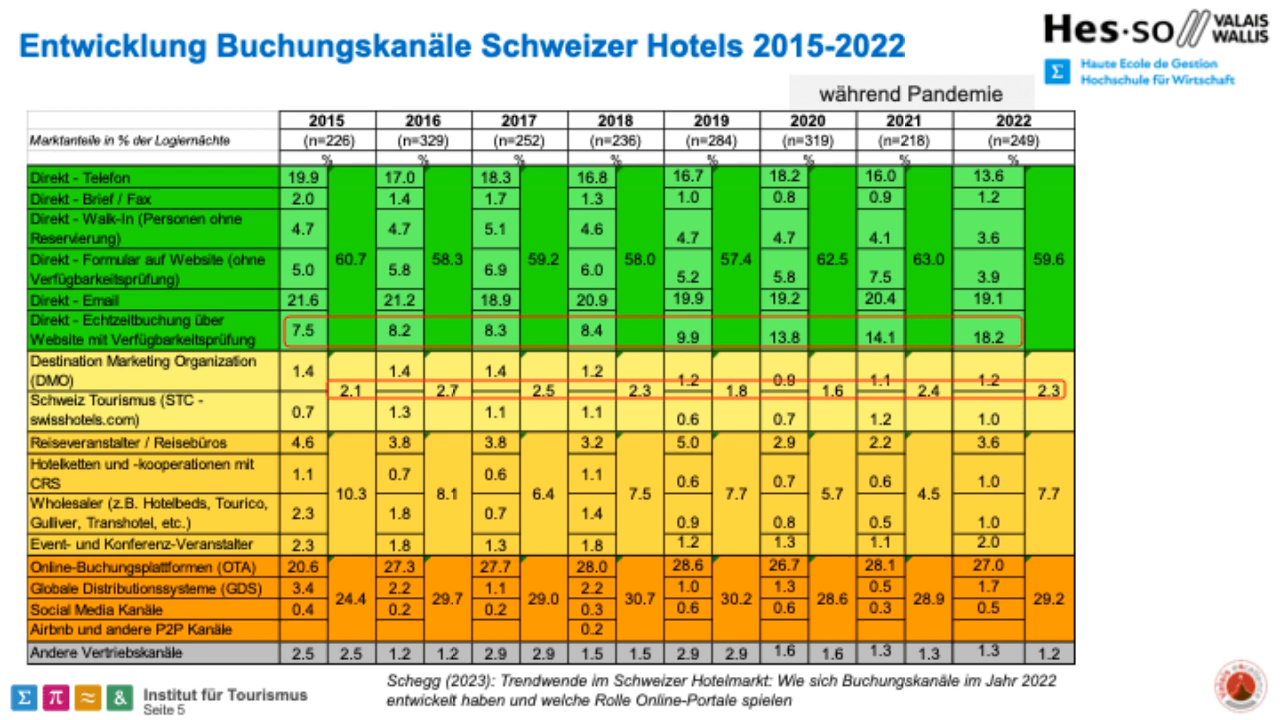 Entwicklung Buchungskanäle Schweizer Hotels 2015-2022
Hes·so VALAIS WALLIS
Σ Haute Ecole de Gestion
Hochschule für Wirtschaft
während Pandemie
2015 2016 2017 2018 2019 2020 2021 2022
Marktanteile in % der Logiernächte (n=226) (n=329) (n=252) (n=236) (n=284) (n=319) (n=218) (n=249)
% % % % % % % %
Direkt - Telefon 19.9 17.0 18.3 16.8 16.7 18.2 16.0 13.6
Direkt - Brief / Fax 2.0 1.4 1.7 1.3 1.0 0.8 0.9 1.2
Direkt - Walk-In (Personen ohne
Reservierung) 4.7 4.7 5.1 4.6 4.7 4.7 4.1 3.6
60.7 58.3 59.2 58.0 57.4 62.5 63.0 59.6
Direkt - Formular auf Website (ohne
Verfügbarkeitsprüfung) 5.0 5.8 6.9 6.0 5.2 5.8 7.5 3.9
Direkt - Email 21.6 21.2 18.9 20.9 19.9 19.2 20.4 19.1
Direkt - Echtzeitbuchung über
Website mit Verfügbarkeitsprüfung 7.5 8.2 8.3 8.4 9.9 13.8 14.1 18.2
Destination Marketing Organization
(DMO) 1.4 1.4 1.4 1.2 1.2 0.9 1.1 1.2
2.1 2.7 2.5 2.3 1.8 1.6 2.4 2.3
Schweiz Tourismus (STC -
swisshotels.com) 0.7 1.3 1.1 1.1 0.6 0.7 1.2 1.0
Reiseveranstalter / Reisebüros 4.6 3.8 3.8 3.2 5.0 2.9 2.2 3.6
Hotelketten und -kooperationen mit
CRS 1.1 0.7 0.6 1.1 0.6 0.7 0.6 1.0
10.3 8.1 6.4 7.5 7.7 5.7 4.5 7.7
Wholesaler (z.B. Hotelbeds, Tourico,
Gulliver, Transhotel, etc.) 2.3 1.8 0.7 1.4 0.9 0.8 0.5 1.0
Event- und Konferenz-Veranstalter 2.3 1.8 1.3 1.8 1.2 1.3 1.1 2.0
Online-Buchungsplattformen (OTA) 20.6 27.3 27.7 28.0 28.6 26.7 28.1 27.0
Globale Distributionssysteme (GDS) 3.4 2.2 1.1 2.2 1.0 1.3 0.5 1.7
24.4 29.7 29.0 30.7 30.2 28.6 28.9 29.2
Social Media Kanäle 0.4 0.2 0.2 0.3 0.6 0.6 0.3 0.5
Airbnb und andere P2P Kanäle 0.2
Andere Vertriebskanäle 2.5 2.5 1.2 1.2 2.9 2.9 1.5 1.5 2.9 2.9 1.6 1.6 1.3 1.3 1.3 1.2
Σ π ≈ & Institut für Tourismus
Seite 5
Schegg (2023): Trendwende im Schweizer Hotelmarkt: Wie sich Buchungskanäle im Jahr 2022
entwickelt haben und welche Rolle Online-Portale spielen